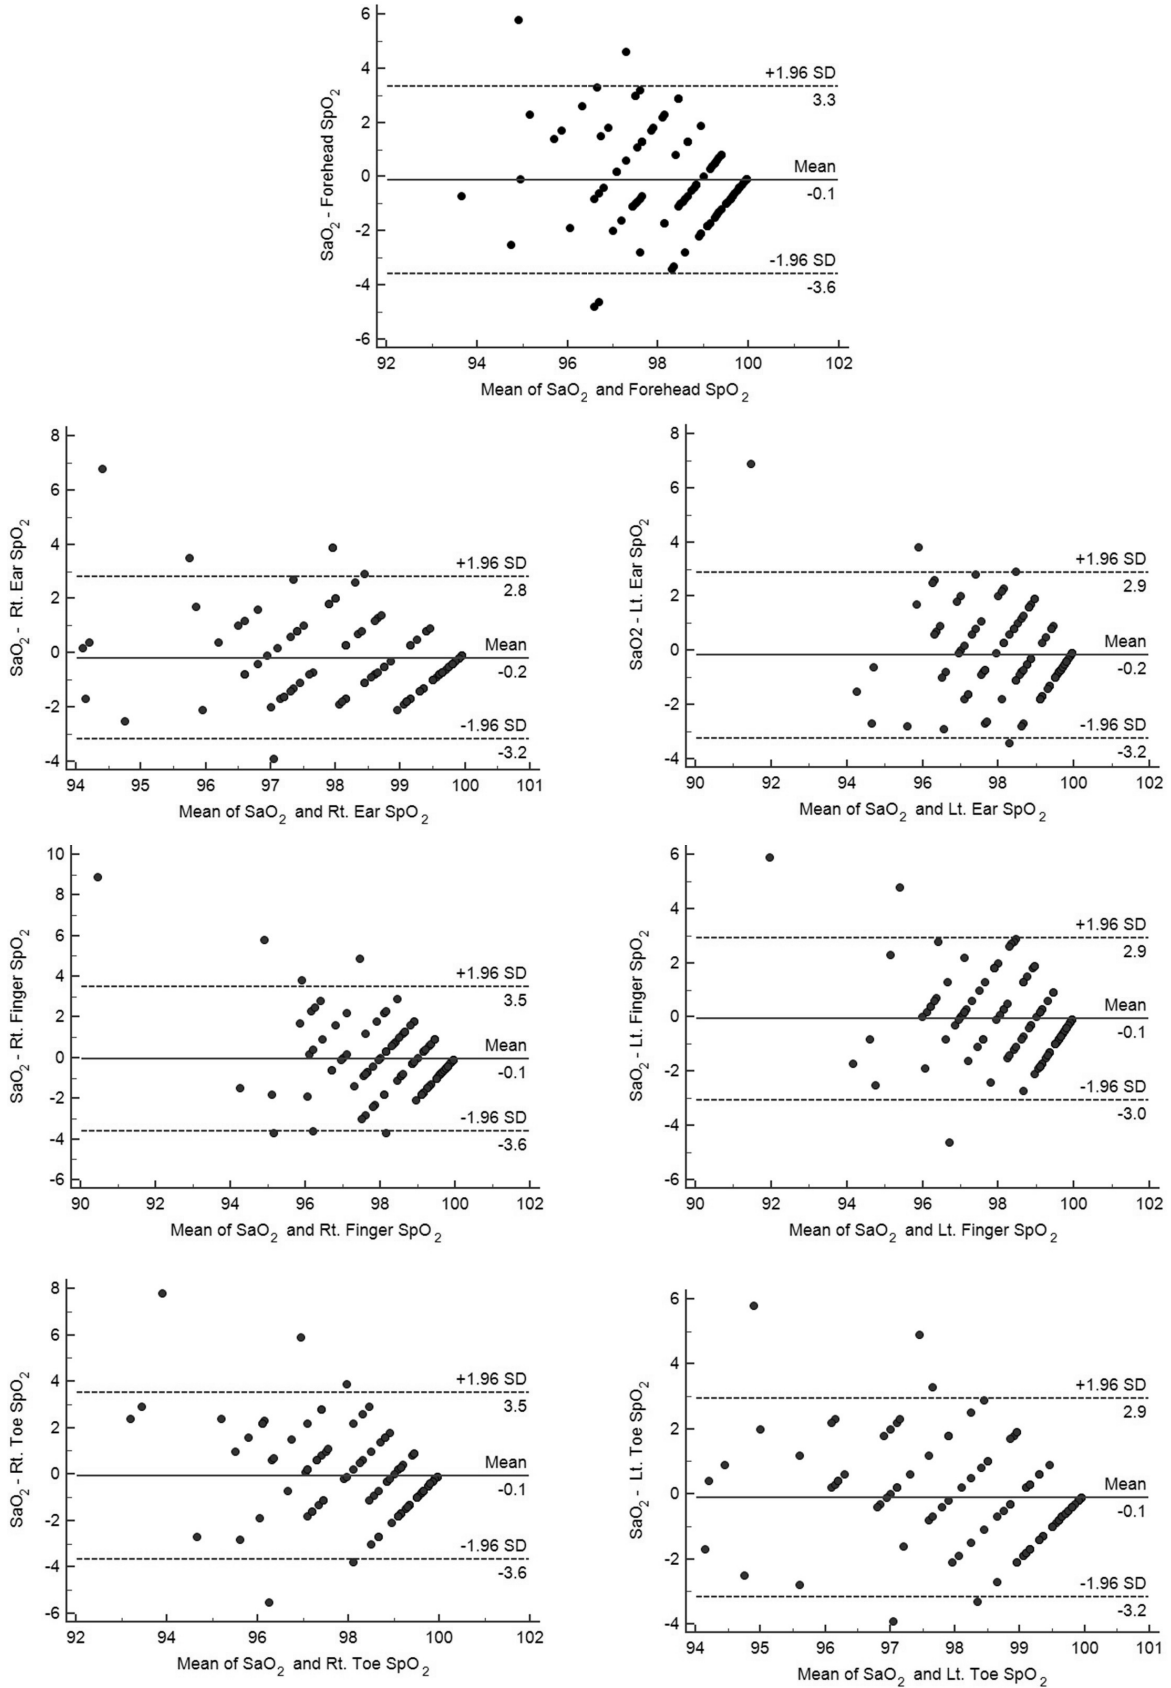 6
4
2
0
-2
-4
-6
SaO2 - Forehead SpO2
+1.96 SD
3.3
Mean
-0.1
-1.96 SD
-3.6
92 94 96 98 100 102
Mean of SaO2 and Forehead SpO2
8
6
4
2
0
-2
-4
SaO2 - Rt. Ear SpO2
+1.96 SD
2.8
Mean
-0.2
-1.96 SD
-3.2
94 95 96 97 98 99 100 101
Mean of SaO2 and Rt. Ear SpO2
8
6
4
2
0
-2
-4
SaO2 - Lt. Ear SpO2
+1.96 SD
2.9
Mean
-0.2
-1.96 SD
-3.2
90 92 94 96 98 100 102
Mean of SaO2 and Lt. Ear SpO2
10
8
6
4
2
0
-2
-4
-6
SaO2 - Rt. Finger SpO2
+1.96 SD
3.5
Mean
-0.1
-1.96 SD
-3.6
90 92 94 96 98 100 102
Mean of SaO2 and Rt. Finger SpO2
6
4
2
0
-2
-4
-6
SaO2 - Lt. Finger SpO2
+1.96 SD
2.9
Mean
-0.1
-1.96 SD
-3.0
90 92 94 96 98 100 102
Mean of SaO2 and Lt. Finger SpO2
8
6
4
2
0
-2
-4
-6
SaO2 - Rt. Toe SpO2
+1.96 SD
3.5
Mean
-0.1
-1.96 SD
-3.6
92 94 96 98 100 102
Mean of SaO2 and Rt. Toe SpO2
6
4
2
0
-2
-4
SaO2 - Lt. Toe SpO2
+1.96 SD
2.9
Mean
-0.1
-1.96 SD
-3.2
94 95 96 97 98 99 100 101
Mean of SaO2 and Lt. Toe SpO2